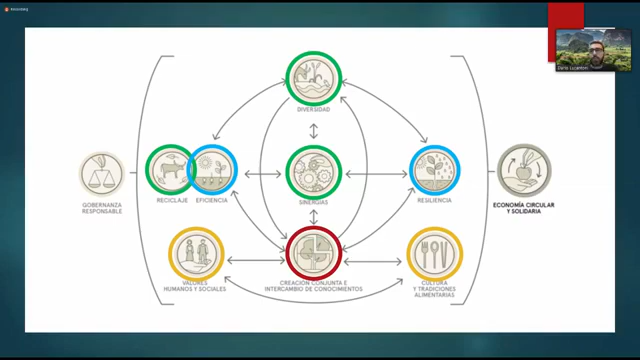 DIVERSIDAD
RECICLAJE
EFICIENCIA
SINERGIAS
RESILIENCIA
GOBERNANZA
RESPONSABLE
ECONOMÍA CIRCULAR
Y SOLIDARIA
VALORES
HUMANOS Y SOCIALES
CREACIÓN CONJUNTA E
INTERCAMBIO DE CONOCIMIENTOS
CULTURA
Y TRADICIONES
ALIMENTARIAS